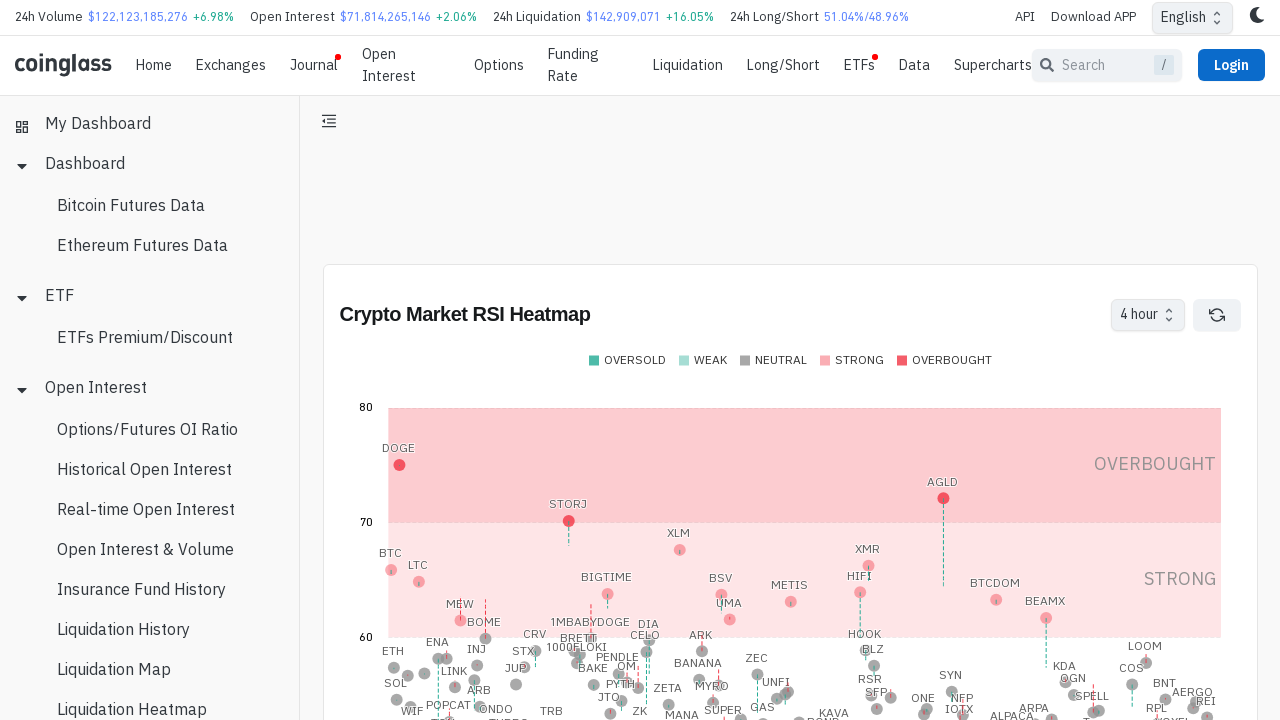 24h Volume $122,123,185,276 +6.98% Open Interest $71,814,265,146 +2.06% 24h Liquidation $142,909,071 +16.05% 24h Long/Short 51.04%/48.96% API Download APP English
coinglass Home Exchanges Journal Open Interest Options Funding Rate Liquidation Long/Short ETFs Data Supercharts Search / Login
My Dashboard
Dashboard
Bitcoin Futures Data
Ethereum Futures Data
ETF
ETFs Premium/Discount
Open Interest
Options/Futures OI Ratio
Historical Open Interest
Real-time Open Interest
Open Interest & Volume
Insurance Fund History
Liquidation History
Liquidation Map
Liquidation Heatmap
Crypto Market RSI Heatmap 4 hour
OVERSOLD WEAK NEUTRAL STRONG OVERBOUGHT
80
DOGE
OVERBOUGHT
AGLD
STORJ
70
XLM
BTC XMR
LTC
BIGTIME BSV HIFI
STRONG
METIS BTCDOM
MEW UMA BEAMX
BOME 1MBABYDOGE DIA
60
CRV BRETT CELO ARK HOOK
ENA
ETH INJ STX 1000FLOKI BLZ LOOM
PENDLE BANANA ZEC
LINK JUP BAKE OM KDA COS
SOL PYTH ZETA MYRO UNFI RSR SYN OGN BNT
ARB JTO SFP ONE NFP SPELL AERGO
WIF POPCAT ONDO TRB ZK MANA SUPER GAS KAVA IOTX ALPACA ARPA RPL REI